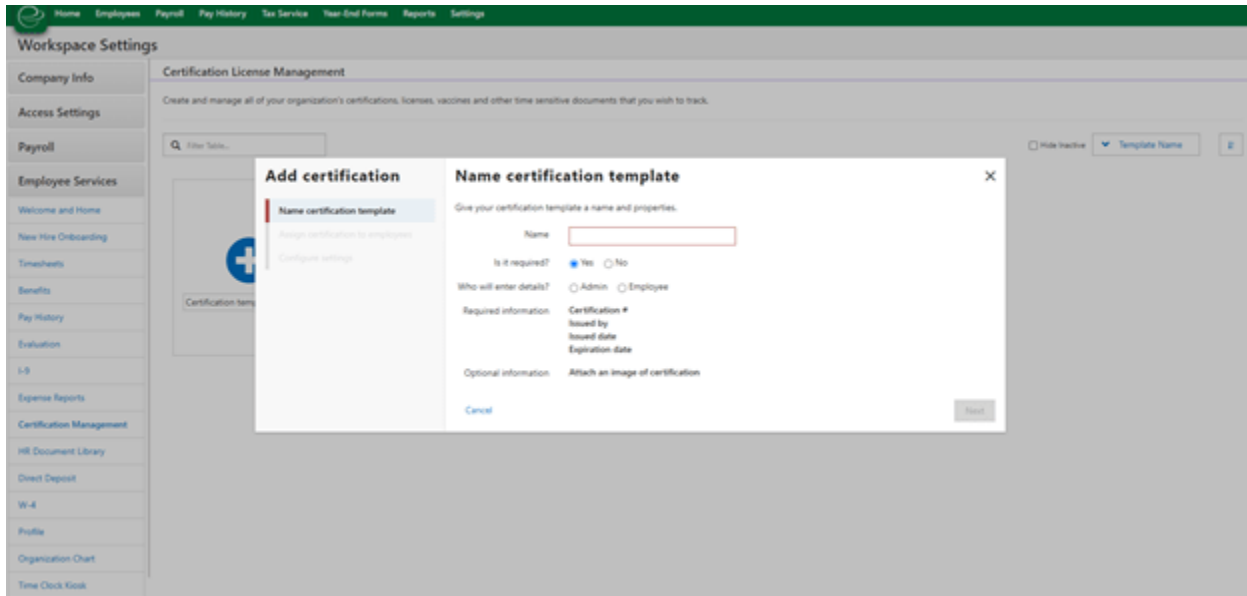 Home Employees Payroll Pay History Tax Service Year-End Forms Reports Settings
Workspace Settings
Company Info
Access Settings
Payroll
Employee Services
Welcome and Home
New Hire Onboarding
Timesheets
Benefits
Pay History
Evaluation
I-9
Expense Reports
Certification Management
HR Document Library
Direct Deposit
W-4
Profile
Organization Chart
Time Clock Kiosk
Certification License Management
Create and manage all of your organization's certifications, licenses, vaccines and other time sensitive documents that you wish to track.
Filter Table...
Hide Inactive Template Name
Certification temp
Add certification
Name certification template
Assign certification to employees
Configure settings
Name certification template
Give your certification template a name and properties.
Name
Is it required? Yes No
Who will enter details? Admin Employee
Required information Certification #
Issued by
Issued date
Expiration date
Optional information Attach an image of certification
Cancel Next